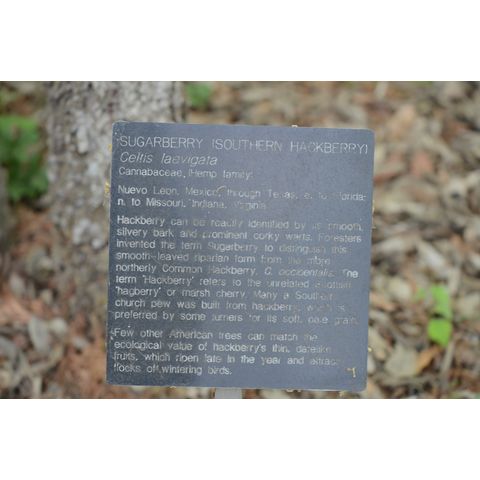 SUGARBERRY (SOUTHERN HACKBERRY)
Celtis laevigata
Cannabaceae, (Hemp family)
Nuevo Leon, Mexico, through Texas, e. to Florida;
n. to Missouri, Indiana, Virginia.
Hackberry can be readily identified by its smooth,
silvery bark and prominent corky warts. Foresters
invented the term Sugarberry to distinguish this
smooth-leaved riparian form from the more
northerly Common Hackberry, C. occidentalis. The
term 'Hackberry' refers to the unrelated Scottish
'hagberry' or marsh cherry. Many a Southern
church pew was built from hackberry, which is
preferred by some turners for its soft, grain.
Few other American trees can match the
ecological value of hackberry's thin, datelike
fruits, which ripen late in the year and attract
flocks of wintering birds.